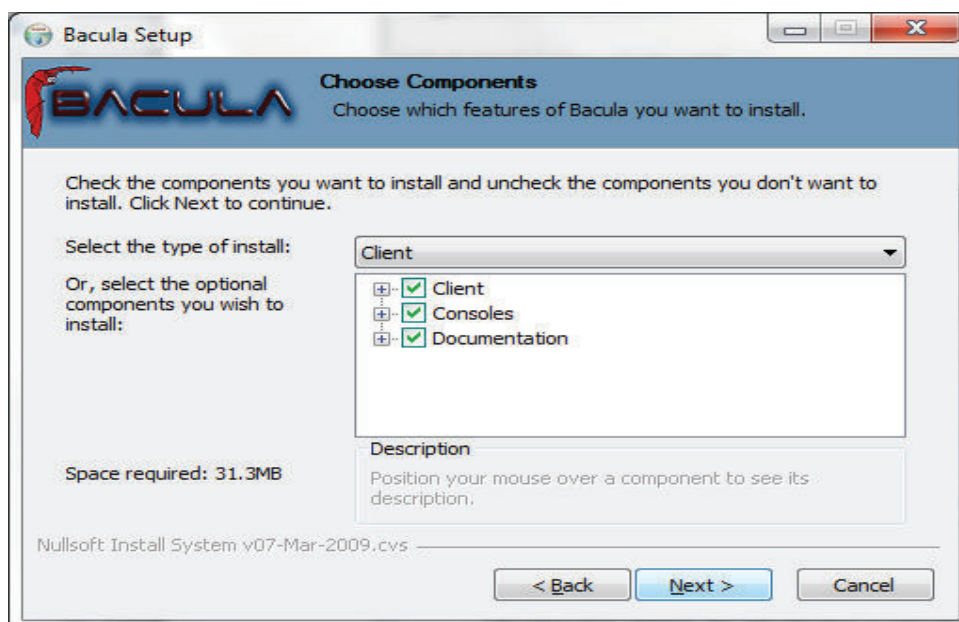 Bacula Setup
BACULA
Choose Components
Choose which features of Bacula you want to install.
Check the components you want to install and uncheck the components you don't want to
install. Click Next to continue.
Select the type of install:
Client
Or, select the optional
components you wish to
install:
Client
Consoles
Documentation
Space required: 31.3MB
Description
Position your mouse over a component to see its
description.
Nullsoft Install System v07-Mar-2009.cvs
< Back
Next >
Cancel